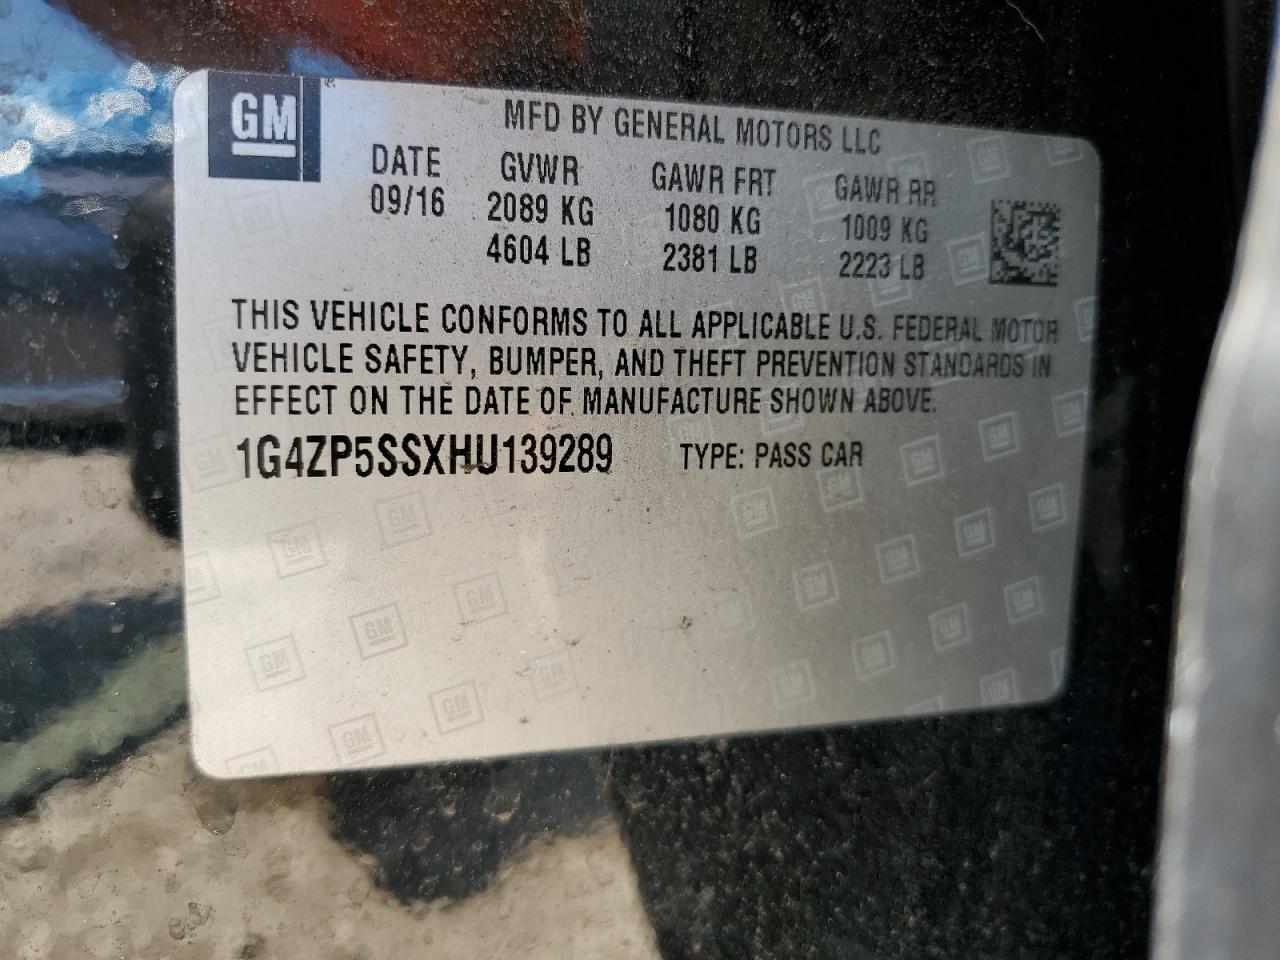 GM
MFD BY GENERAL MOTORS LLC
DATE GVWR GAWR FRT GAWR RR
09/16 2089 KG 1080 KG 1009 KG
4604 LB 2381 LB 2223 LB
THIS VEHICLE CONFORMS TO ALL APPLICABLE U.S. FEDERAL MOTOR
VEHICLE SAFETY, BUMPER, AND THEFT PREVENTION STANDARDS IN
EFFECT ON THE DATE OF MANUFACTURE SHOWN ABOVE.
1G4ZP5SSXHU139289 TYPE: PASS CAR